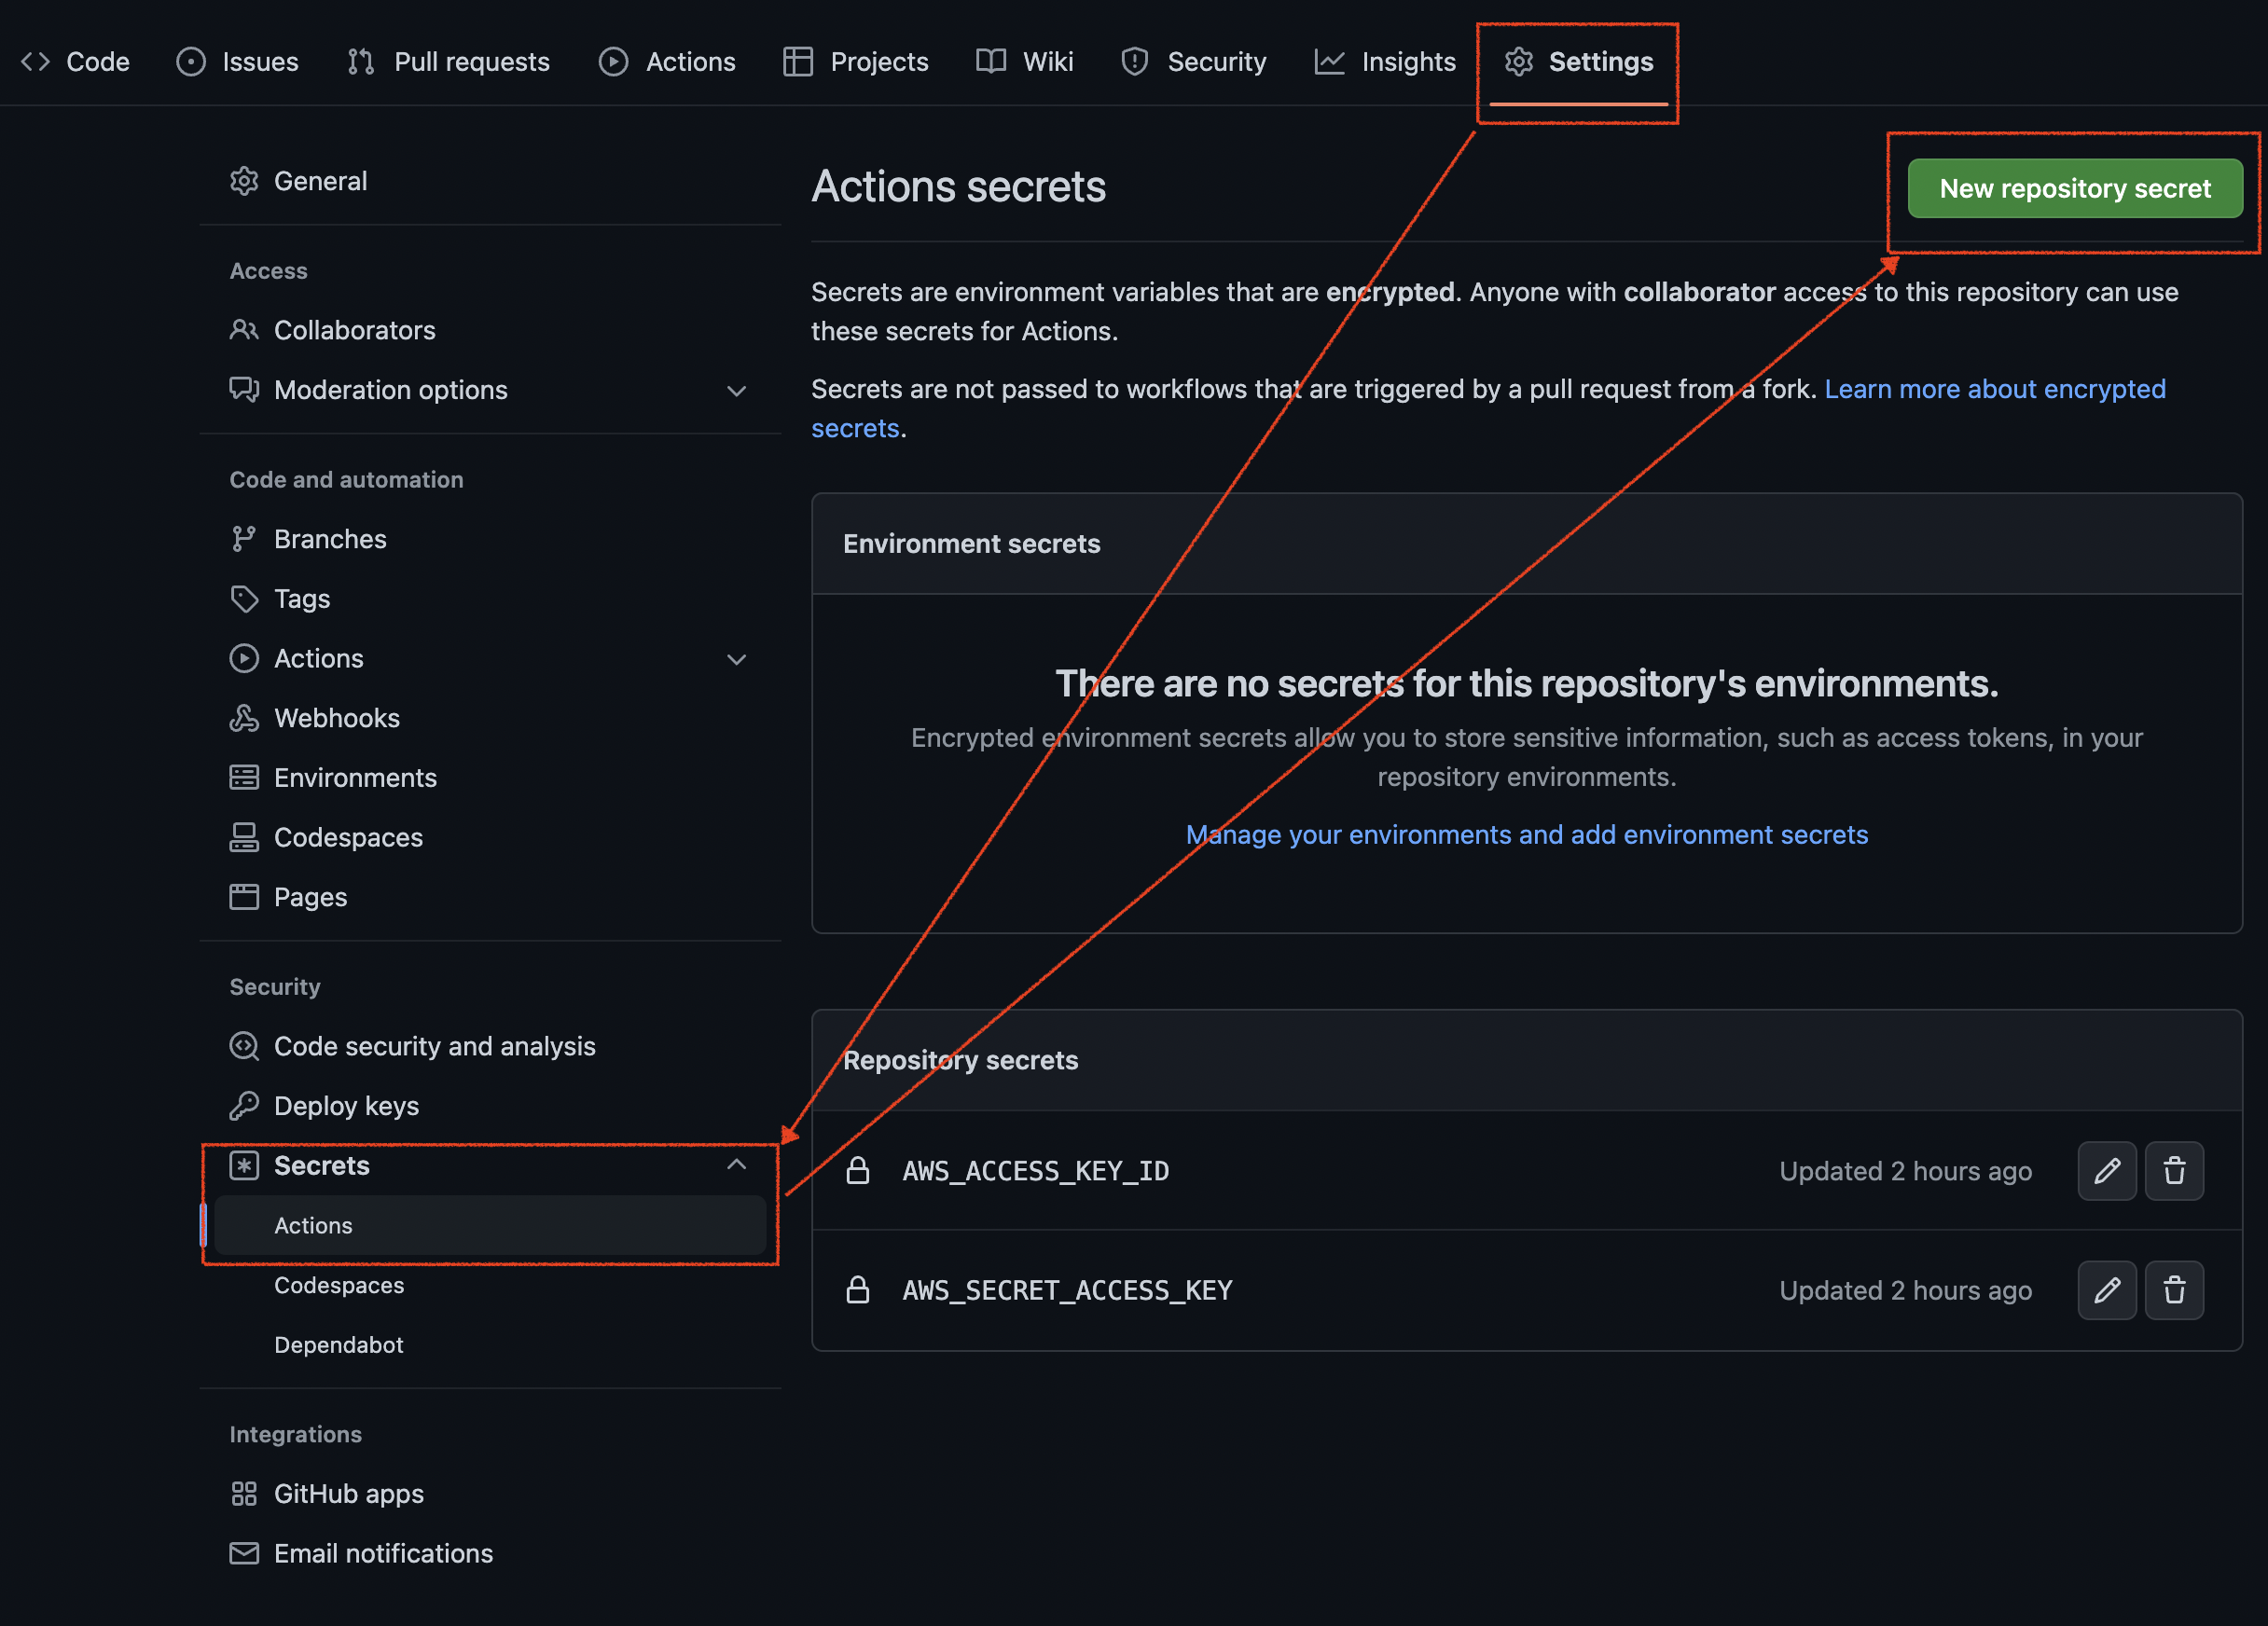 Code
Issues
Pull requests
Actions
Projects
Wiki
Security
Insights
Settings
General
Access
Collaborators
Moderation options
Code and automation
Branches
Tags
Actions
Webhooks
Environments
Codespaces
Pages
Security
Code security and analysis
Deploy keys
Secrets
Actions
Codespaces
Dependabot
Integrations
GitHub apps
Email notifications
Actions secrets
New repository secret
Secrets are environment variables that are encrypted. Anyone with collaborator access to this repository can use
these secrets for Actions.
Secrets are not passed to workflows that are triggered by a pull request from a fork. Learn more about encrypted
secrets.
Environment secrets
There are no secrets for this repository's environments.
Encrypted environment secrets allow you to store sensitive information, such as access tokens, in your
repository environments.
Manage your environments and add environment secrets
Repository secrets
AWS_ACCESS_KEY_ID
Updated 2 hours ago
AWS_SECRET_ACCESS_KEY
Updated 2 hours ago